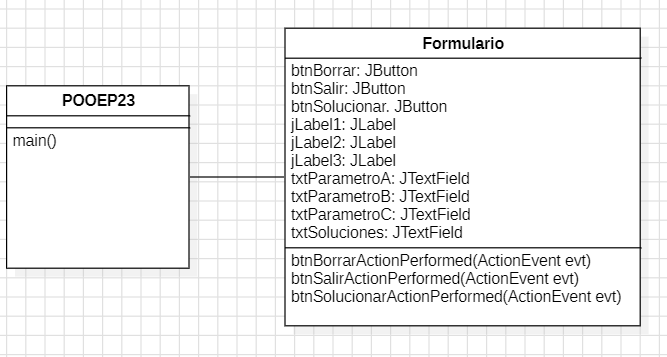 POOEP23
main()
Formulario
btnBorrar: JButton
btnSalir: JButton
btnSolucionar. JButton
jLabel1: JLabel
jLabel2: JLabel
jLabel3: JLabel
txtParametroA: JTextField
txtParametroB: JTextField
txtParametroC: JTextField
txtSoluciones: JTextField
btnBorrarActionPerformed(ActionEvent evt)
btnSalirActionPerformed(ActionEvent evt)
btnSolucionarActionPerformed(ActionEvent evt)